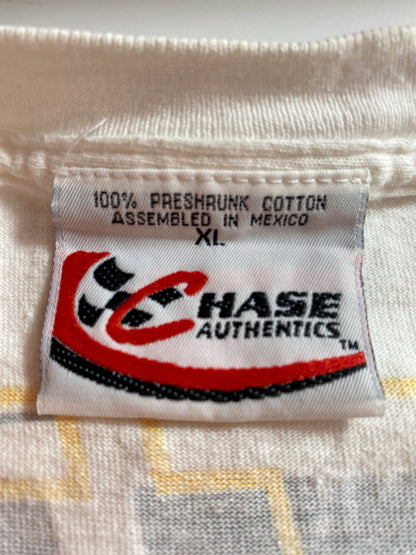 100% PRESHRUNK COTTON
ASSEMBLED IN MEXICO
XL
CHASE
AUTHENTICS
TM